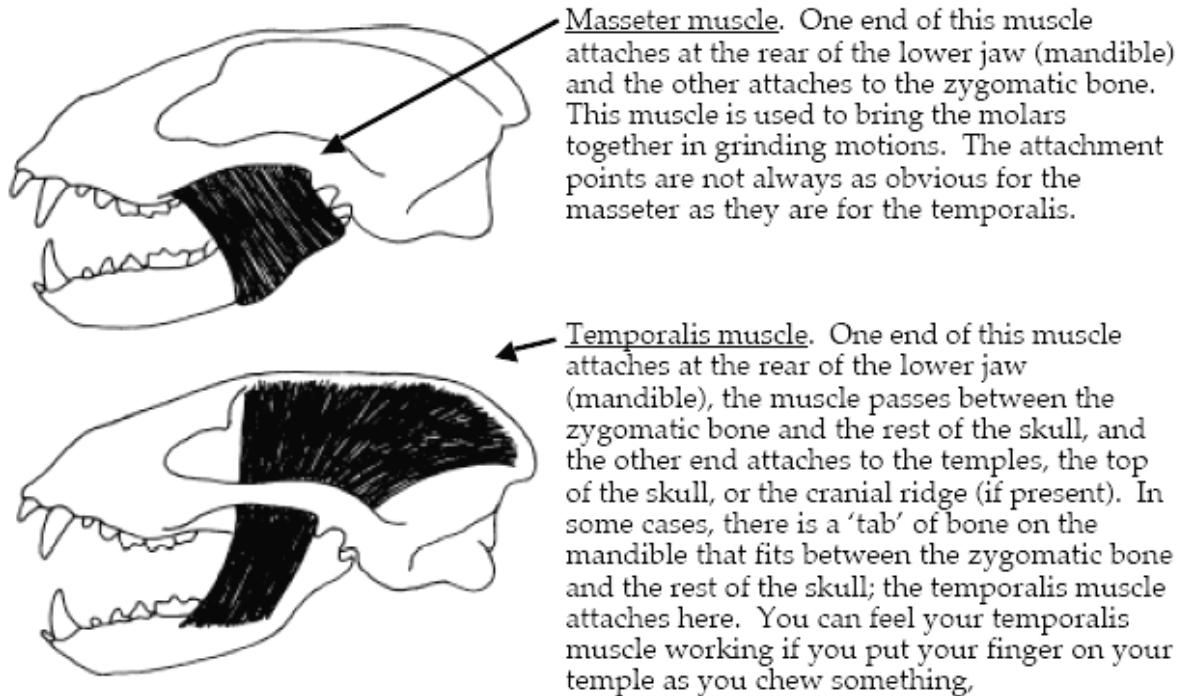 Masseter muscle. One end of this muscle
attaches at the rear of the lower jaw (mandible)
and the other attaches to the zygomatic bone.
This muscle is used to bring the molars
together in grinding motions. The attachment
points are not always as obvious for the
masseter as they are for the temporalis.
Temporalis muscle. One end of this muscle
attaches at the rear of the lower jaw
(mandible), the muscle passes between the
zygomatic bone and the rest of the skull, and
the other end attaches to the temples, the top
of the skull, or the cranial ridge (if present). In
some cases, there is a ‘tab’ of bone on the
mandible that fits between the zygomatic bone
and the rest of the skull; the temporalis muscle
attaches here. You can feel your temporalis
muscle working if you put your finger on your
temple as you chew something,